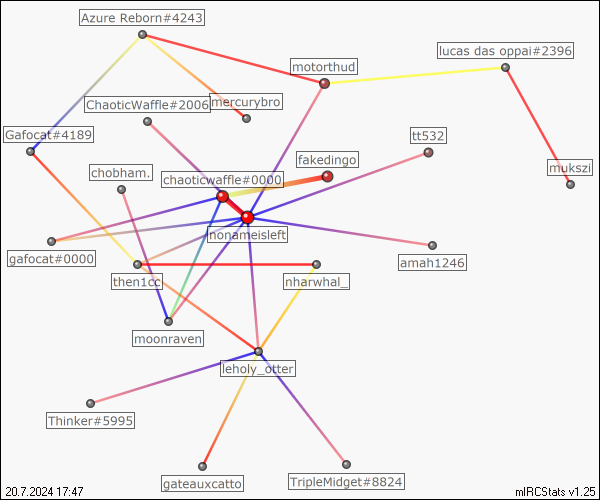 Azure Reborn#4243
lucas das oppai#2396
motorthud
ChaoticWaffle#2006
mercurybro
Gafocat#4189
tt532
fakedingo
mukszi
chobham.
chaoticwaffle#0000
nonameisleft
gafocat#0000
amah1246
then1cc
nharwhal_
moonraven
leholy_otter
Thinker#5995
gateauxcatto
TripleMidget#8824
20.7.2024 17:47
mIRCStats v1.25